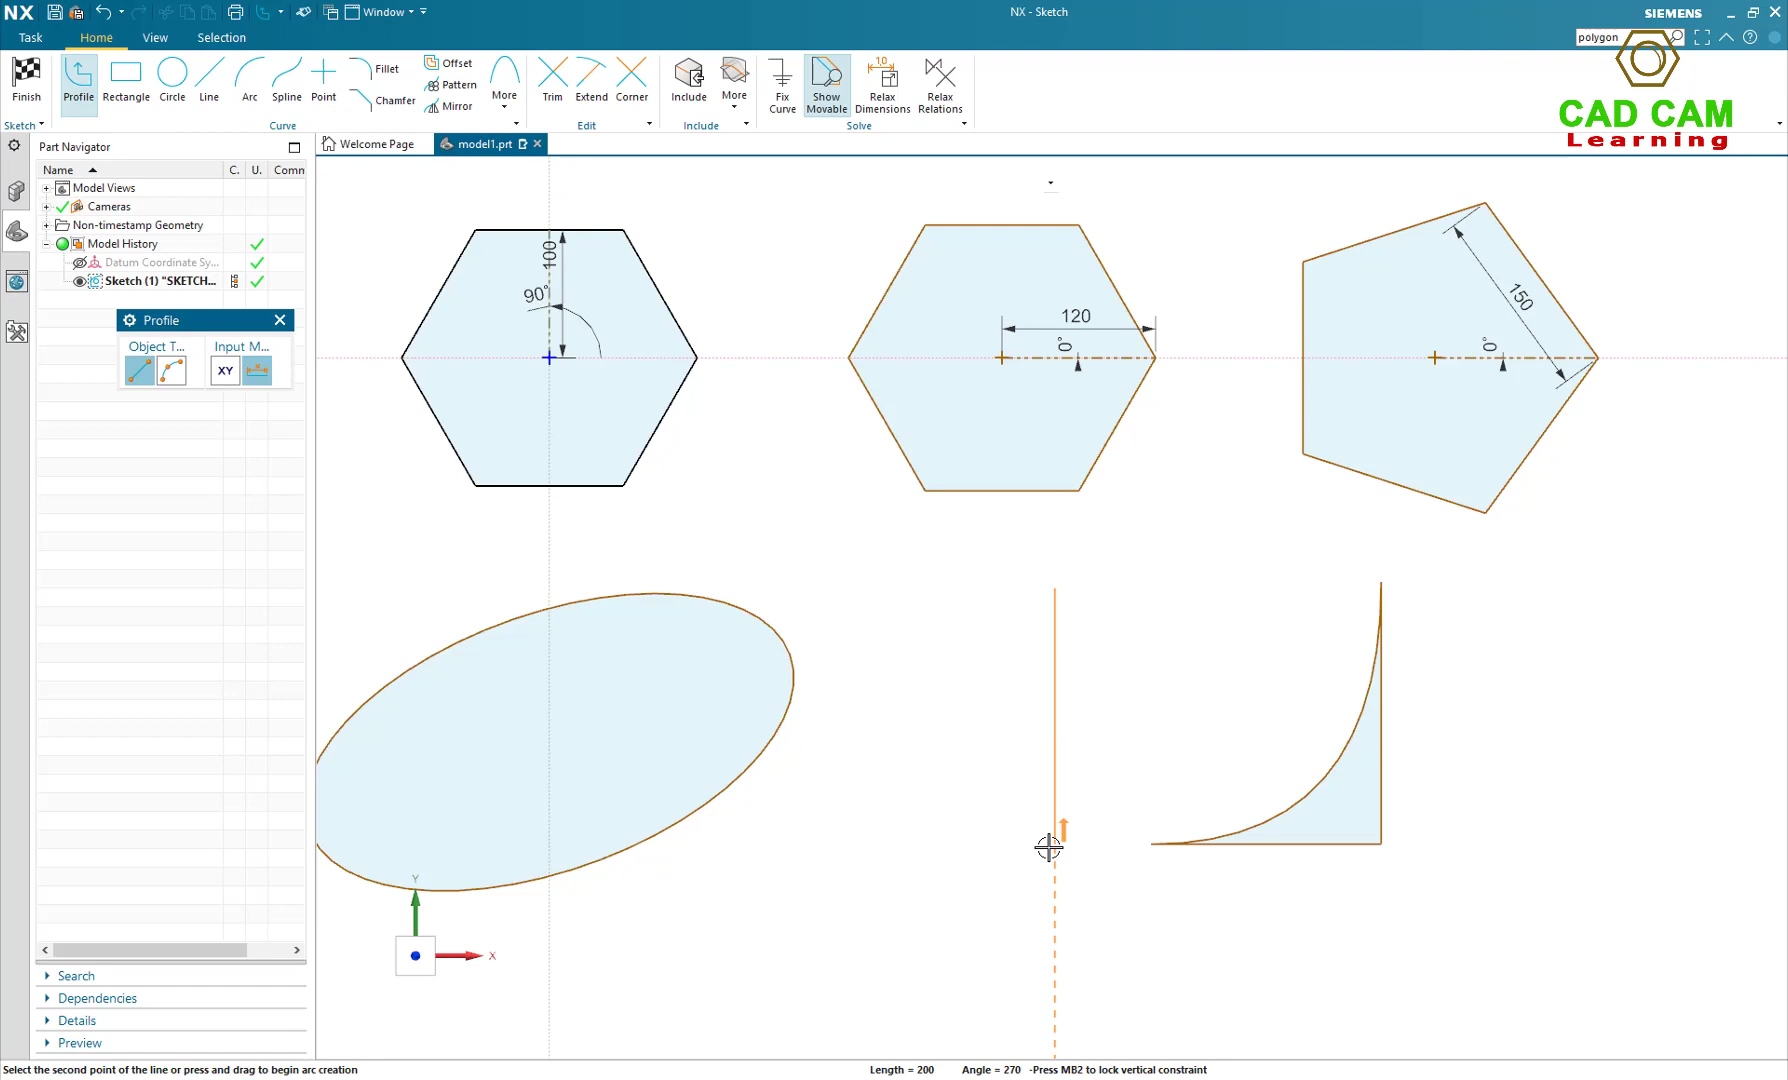 NX
Window
NX - Sketch
SIEMENS
Task
Home
View
Selection
polygon
Finish
Profile
Rectangle
Circle
Line
Arc
Spline
Point
Fillet
Chamfer
Offset
Pattern
Mirror
More
Trim
Extend
Corner
Include
More
Fix
Curve
Show
Movable
Relax
Dimensions
Relax
Relations
Sketch
Curve
Edit
Include
Solve
CAD CAM
Learning
Part Navigator
Welcome Page
model1.prt
Name
C.
U.
Comn
Model Views
Cameras
Non-timestamp Geometry
Model History
Datum Coordinate Sy...
Sketch (1) "SKETCH...
Profile
Object T...
Input M...
XY
100
90°
120
0°
150
0°
Y
X
Search
Dependencies
Details
Preview
Select the second point of the line or press and drag to begin arc creation
Length = 200
Angle = 270 -Press MB2 to lock vertical constraint